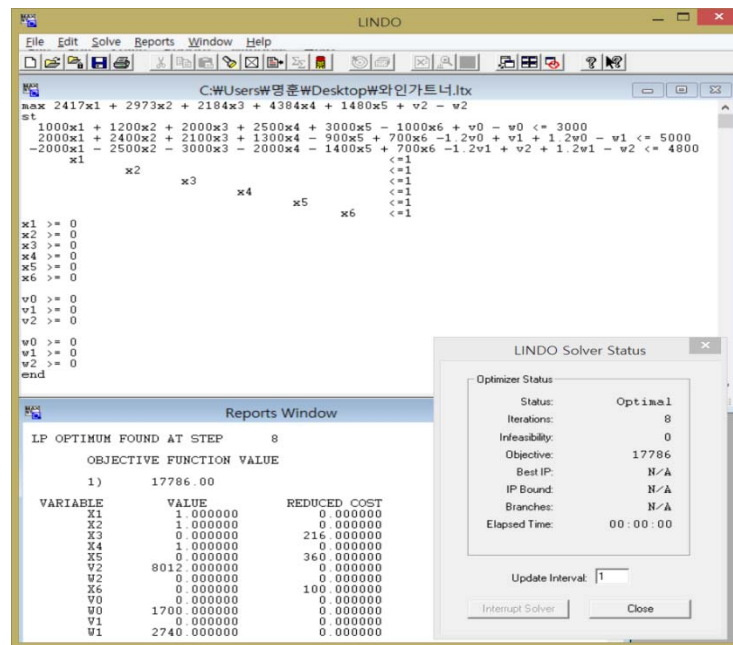 LINDO
File Edit Solve Reports Window Help
C:₩Users₩명훈₩Desktop₩와인가트너.ltx
max 2417x1 + 2973x2 + 2184x3 + 4384x4 + 1480x5 + v2 - w2
st
1000x1 + 1200x2 + 2000x3 + 2500x4 + 3000x5 - 1000x6 + v0 - w0 <= 3000
2000x1 + 2400x2 + 2100x3 + 1300x4 - 900x5 + 700x6 -1.2v0 + v1 + 1.2w0 - w1 <= 5000
-2000x1 - 2500x2 - 3000x3 - 2000x4 - 1400x5 + 700x6 -1.2v1 + v2 + 1.2w1 - w2 <= 4800
x1 <=1
x2 <=1
x3 <=1
x4 <=1
x5 <=1
x6 <=1
x1 >= 0
x2 >= 0
x3 >= 0
x4 >= 0
x5 >= 0
x6 >= 0
v0 >= 0
v1 >= 0
v2 >= 0
w0 >= 0
w1 >= 0
w2 >= 0
end
Reports Window
LP OPTIMUM FOUND AT STEP 8
OBJECTIVE FUNCTION VALUE
1) 17786.00
VARIABLE VALUE REDUCED COST
X1 1.000000 0.000000
X2 1.000000 0.000000
X3 0.000000 216.000000
X4 1.000000 0.000000
X5 0.000000 360.000000
V2 8012.000000 0.000000
W2 0.000000 0.000000
X6 0.000000 100.000000
V0 0.000000 0.000000
W0 1700.000000 0.000000
V1 0.000000 0.000000
W1 2740.000000 0.000000
LINDO Solver Status
Optimizer Status
Status: Optimal
Iterations: 8
Infeasibility: 0
Objective: 17786
Best IP: N/A
IP Bound: N/A
Branches: N/A
Elapsed Time: 00:00:00
Update Interval: 1
Interrupt Solver Close